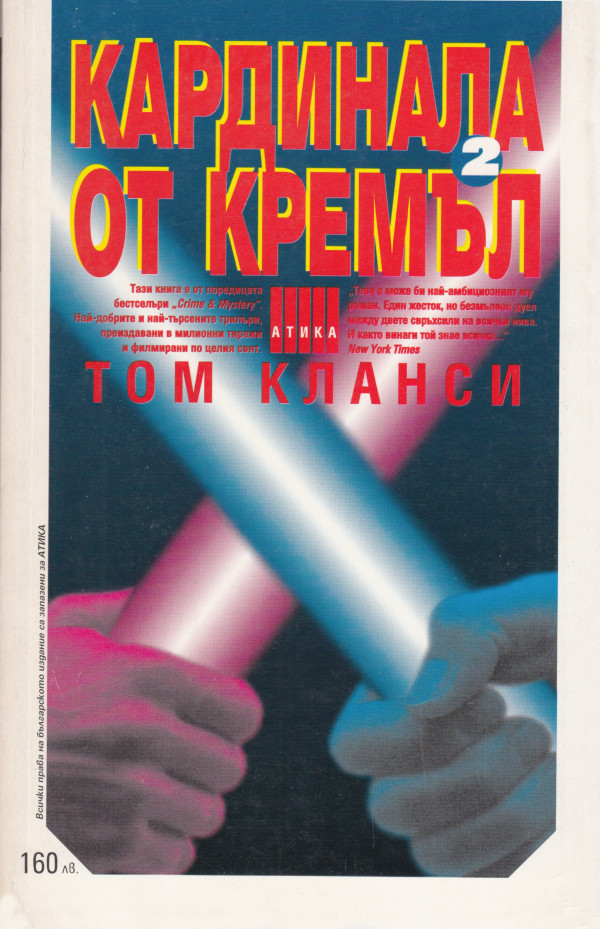 КАРДИНАЛА
2
ОТ КРЕМЪЛ
Тази книга е от поредицата
бестселъри „Crime & Mystery".
Най-добрите и най-търсените трилъри,
преиздавани в милионни тиражи
и филмирани по целия свят.
АТИКА
„Това е може би най-амбициозният му
роман. Един жесток, но безмълвен дуел
между двете свръхсили на всички нива.
И както винаги той знае всичко..."
New York Times
ТОМ КЛАНСИ
Всички права на българското издание са запазени за АТИКА
160 лв.